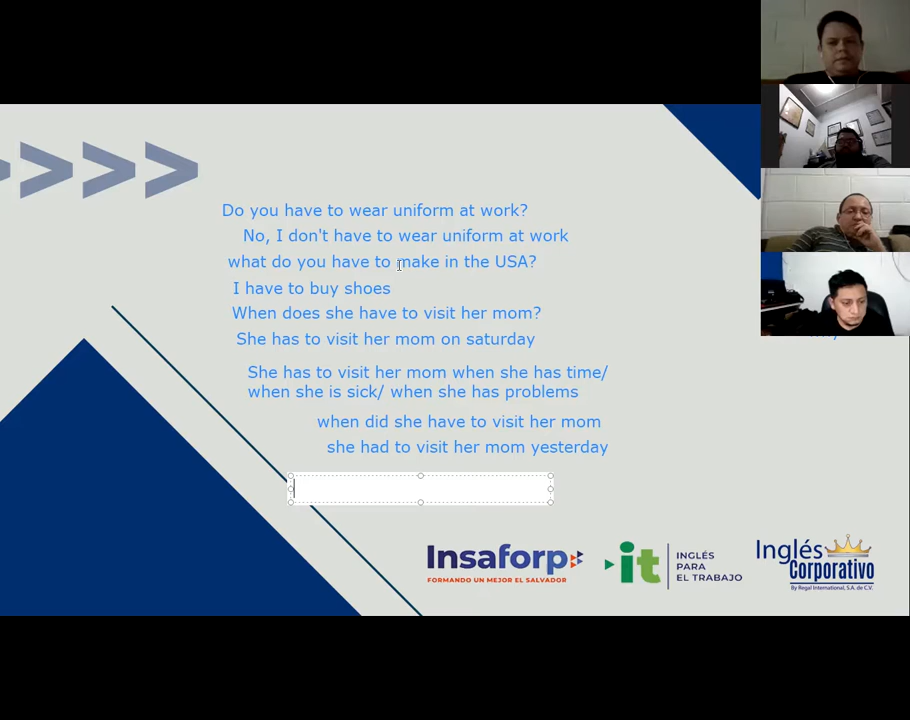 Do you have to wear uniform at work?
No, I don't have to wear uniform at work
what do you have to make in the USA?
I have to buy shoes
When does she have to visit her mom?
She has to visit her mom on saturday
She has to visit her mom when she has time/
when she is sick/ when she has problems
when did she have to visit her mom
she had to visit her mom yesterday
Insaforp
FORMANDO UN MEJOR EL SALVADOR
it
INGLÉS
PARA
EL TRABAJO
Inglés
Corporativo
By Regal International, S.A. de C.V.